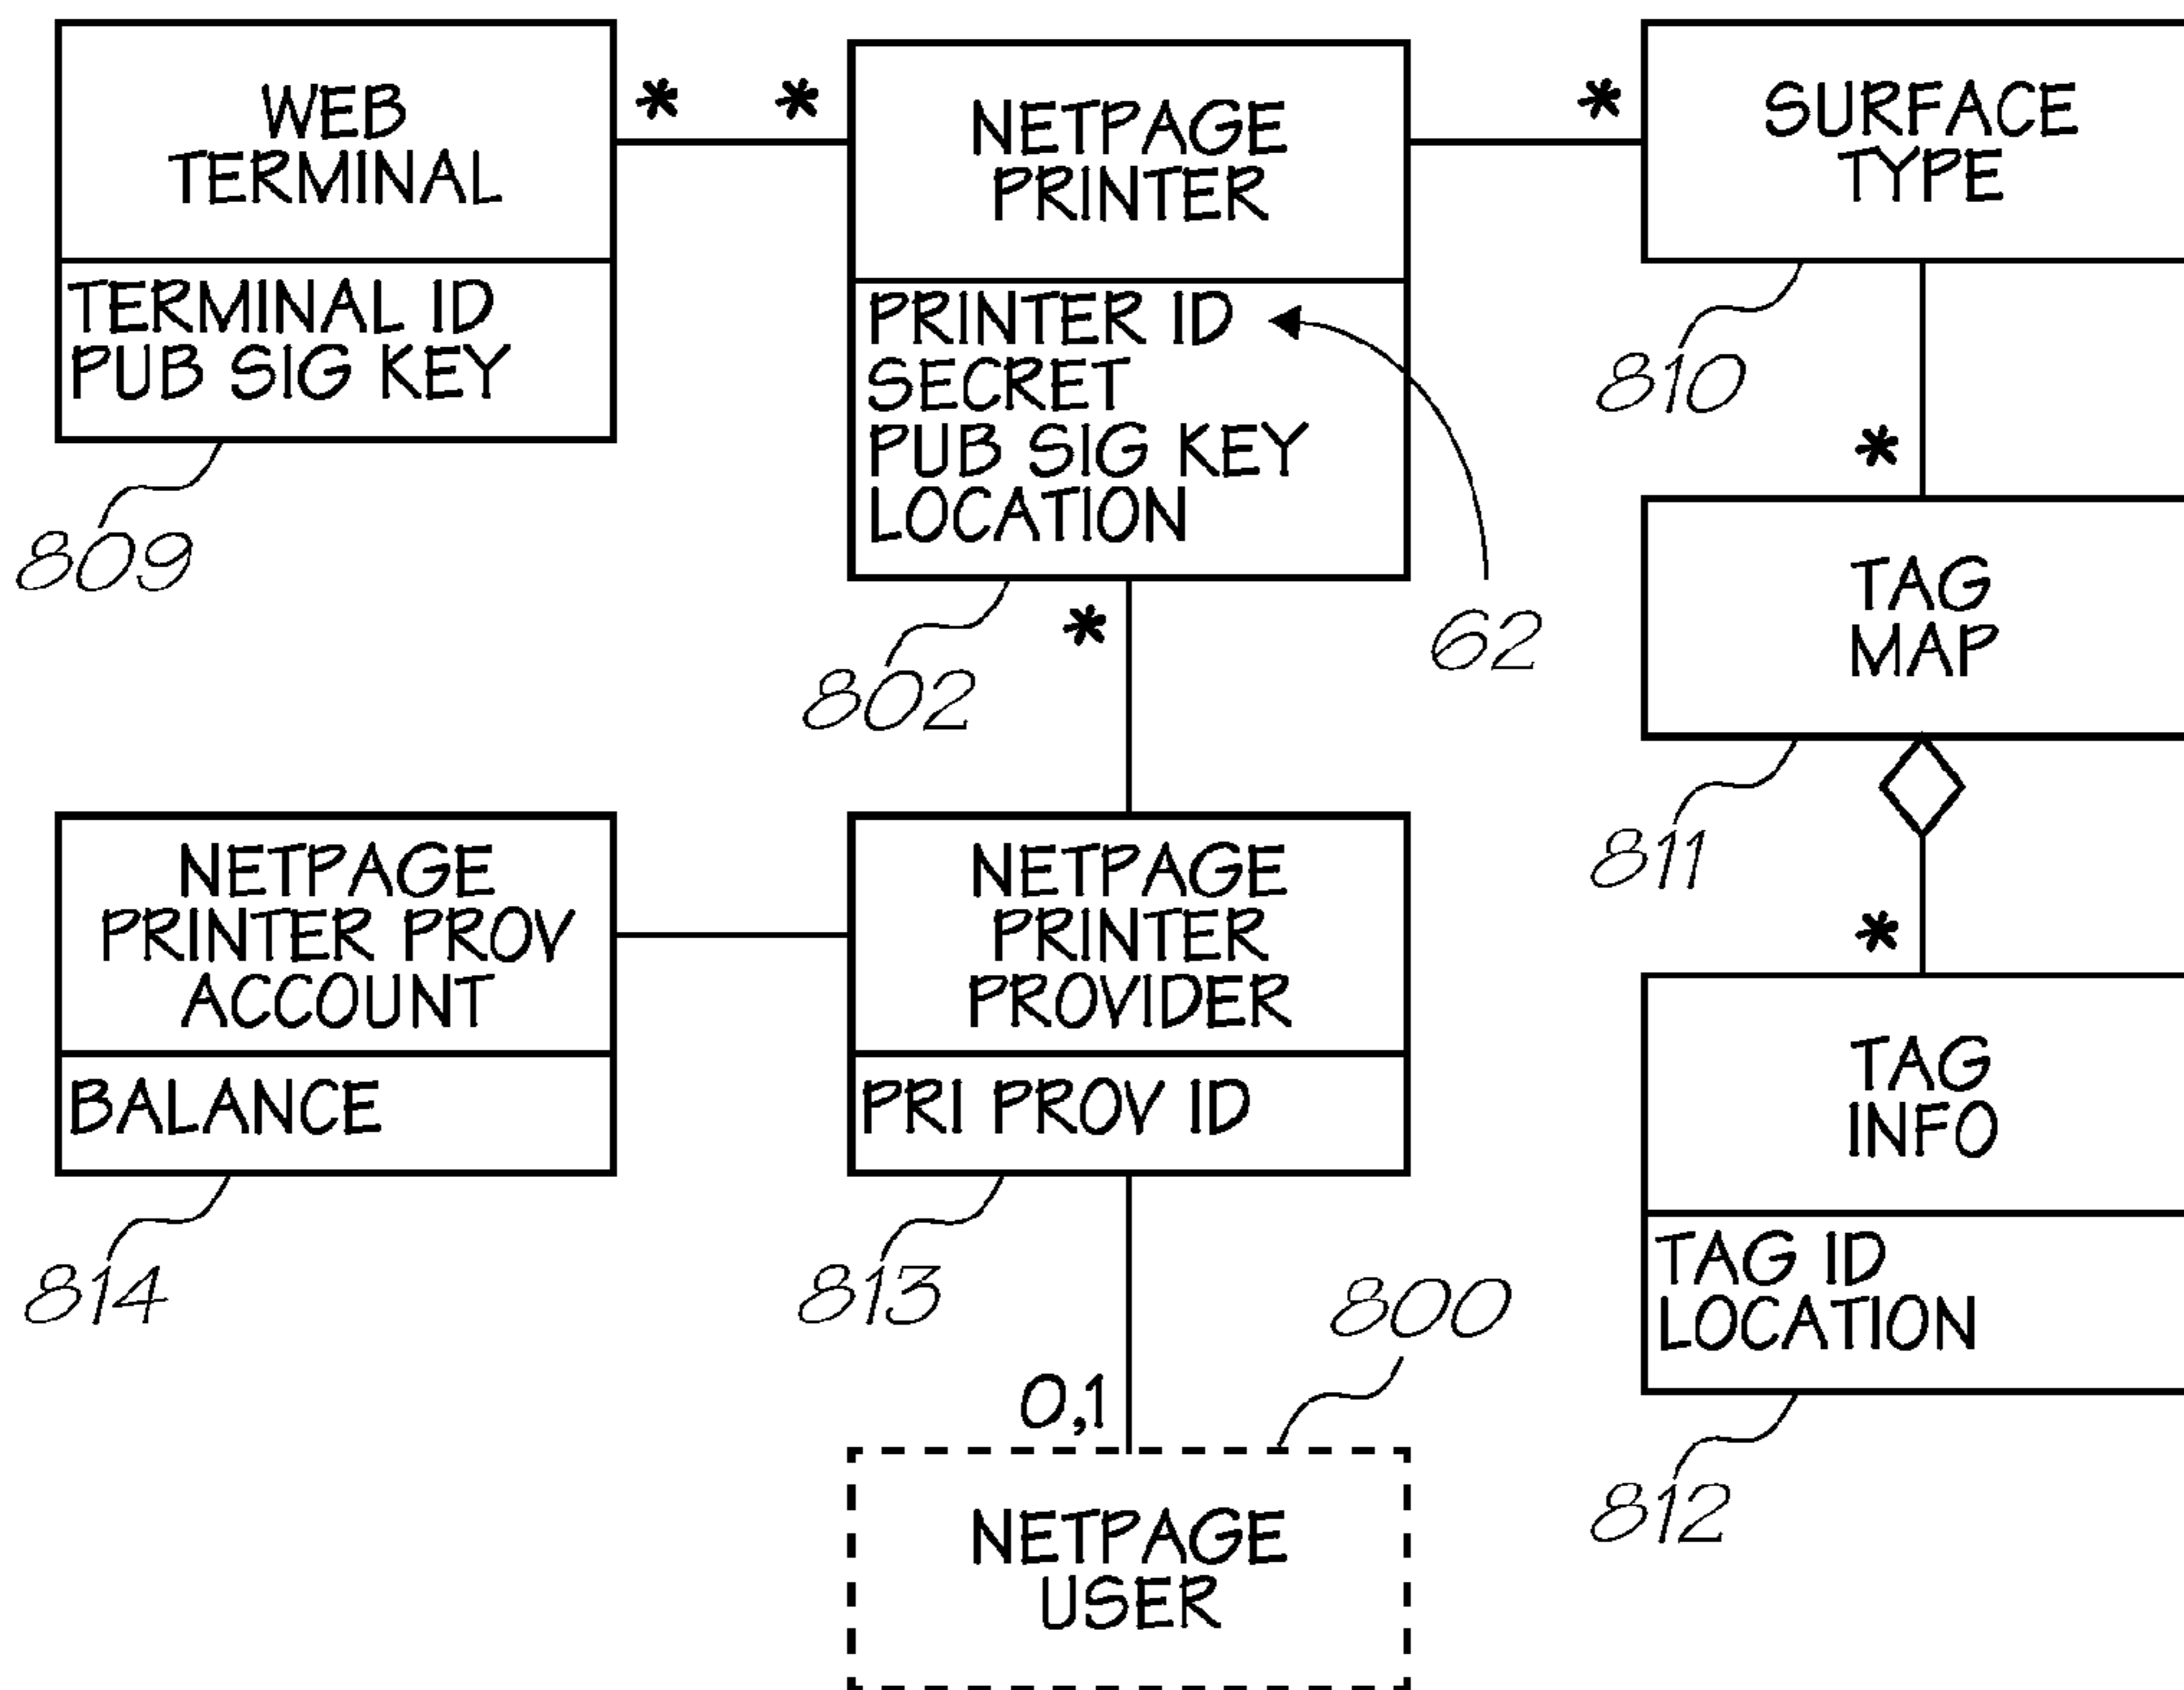 WEB
TERMINAL
TERMINAL ID
PUB SIG KEY
809
*
*
NETPAGE
PRINTER
PRINTER ID
SECRET
PUB SIG KEY
LOCATION
62
802
*
*
SURFACE
TYPE
810
*
TAG
MAP
811
*
NETPAGE
PRINTER PROV
ACCOUNT
BALANCE
814
NETPAGE
PRINTER
PROVIDER
PRI PROV ID
813
TAG
INFO
TAG ID
LOCATION
812
800
0,1
NETPAGE
USER